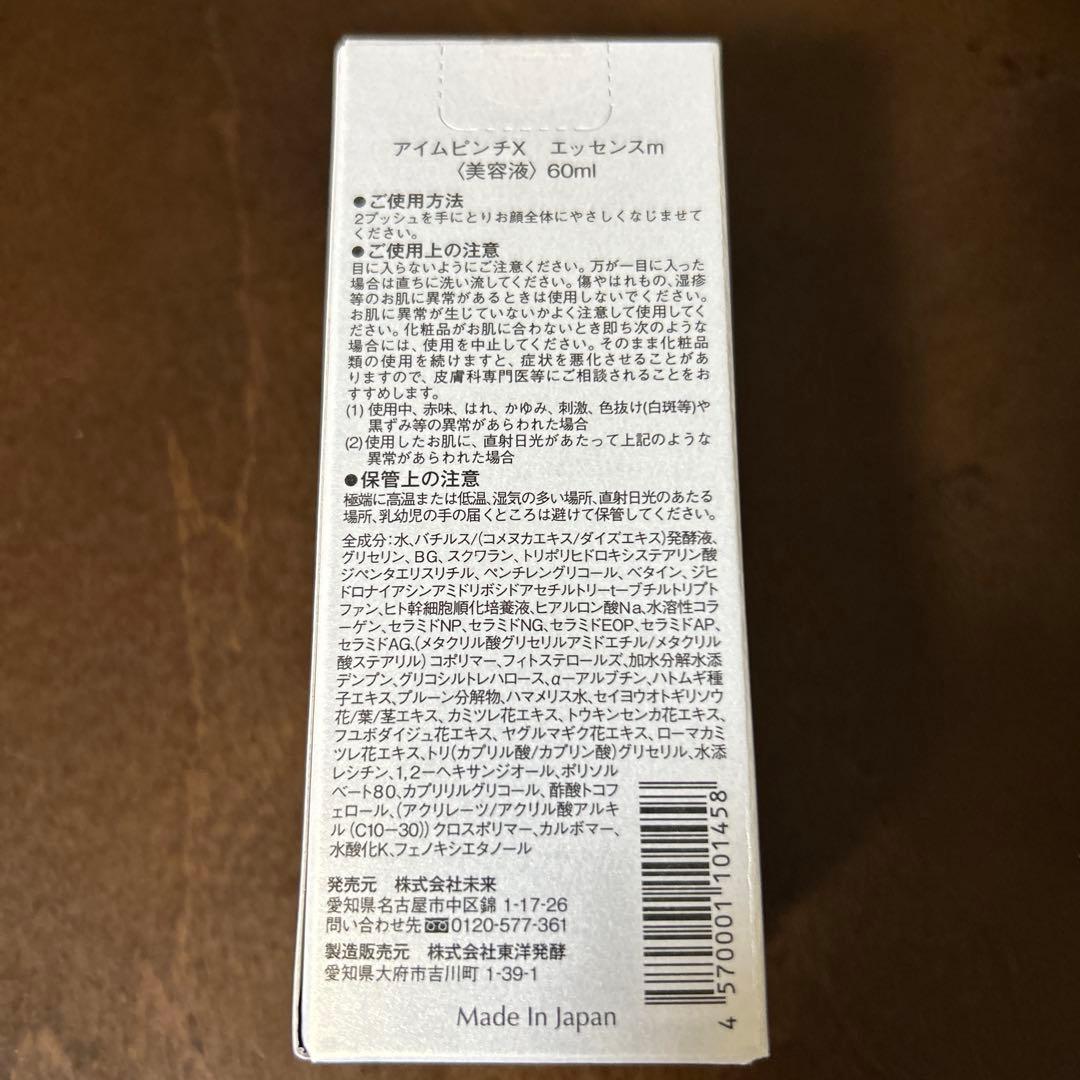 アイムピンチX　エッセンスm
〈美容液〉60ml
●ご使用方法
2プッシュを手にとりお顔全体にやさしくなじませて
ください。
●ご使用上の注意
目に入らないようにご注意ください。万が一目に入った
場合は直ちに洗い流してください。傷やはれもの、湿疹
等のお肌に異常があるときは使用しないでください。
お肌に異常が生じていないかよく注意して使用してく
ださい。化粧品がお肌に合わないとき即ち次のような
場合には、使用を中止してください。そのまま化粧品
類の使用を続けますと、症状を悪化させることがあ
りますので、皮膚科専門医等にご相談されることをお
すすめします。
(1) 使用中、赤味、はれ、かゆみ、刺激、色抜け(白斑等)や
黒ずみ等の異常があらわれた場合
(2)使用したお肌に、直射日光があたって上記のような
異常があらわれた場合
●保管上の注意
極端に高温または低温、湿気の多い場所、直射日光のあたる
場所、乳幼児の手の届くところは避けて保管してください。
全成分：水、バチルス/(コメヌカエキス/ダイズエキス)発酵液、
グリセリン、BG、スクワラン、トリポリヒドロキシステアリン酸
ジペンタエリスリチル、ペンチレングリコール、ベタイン、ジヒ
ドロナイアシンアミドリボシドアセチルトリーtーブチルトリプト
ファン、ヒト幹細胞順化培養液、ヒアルロン酸Na、水溶性コラ
ーゲン、セラミドNP、セラミドNG、セラミドEOP、セラミドAP、
セラミドAG、(メタクリル酸グリセリルアミドエチル/メタクリル
酸ステアリル) コポリマー、フィトステロールズ、加水分解水添
デンプン、グリコシルトレハロース、α－アルブチン、ハトムギ種
子エキス、プルーン分解物、ハマメリス水、セイヨウオトギリソウ
花/葉/茎エキス、カミツレ花エキス、トウキンセンカ花エキス、
フユボダイジュ花エキス、ヤグルマギク花エキス、ローマカミ
ツレ花エキス、トリ(カプリル酸/カプリン酸)グリセリル、水添
レシチン、1,2－ヘキサンジオール、ポリソル
ベート80、カプリリルグリコール、酢酸トコフ
ェロール、(アクリレーツ/アクリル酸アルキ
ル (C10－30)) クロスポリマー、カルボマー、
水酸化K、フェノキシエタノール
発売元　株式会社未来
愛知県名古屋市中区錦 1-17-26
問い合わせ先 0120-577-361
製造販売元　株式会社東洋発酵
愛知県大府市吉川町 1-39-1
Made In Japan
4 570001 101458